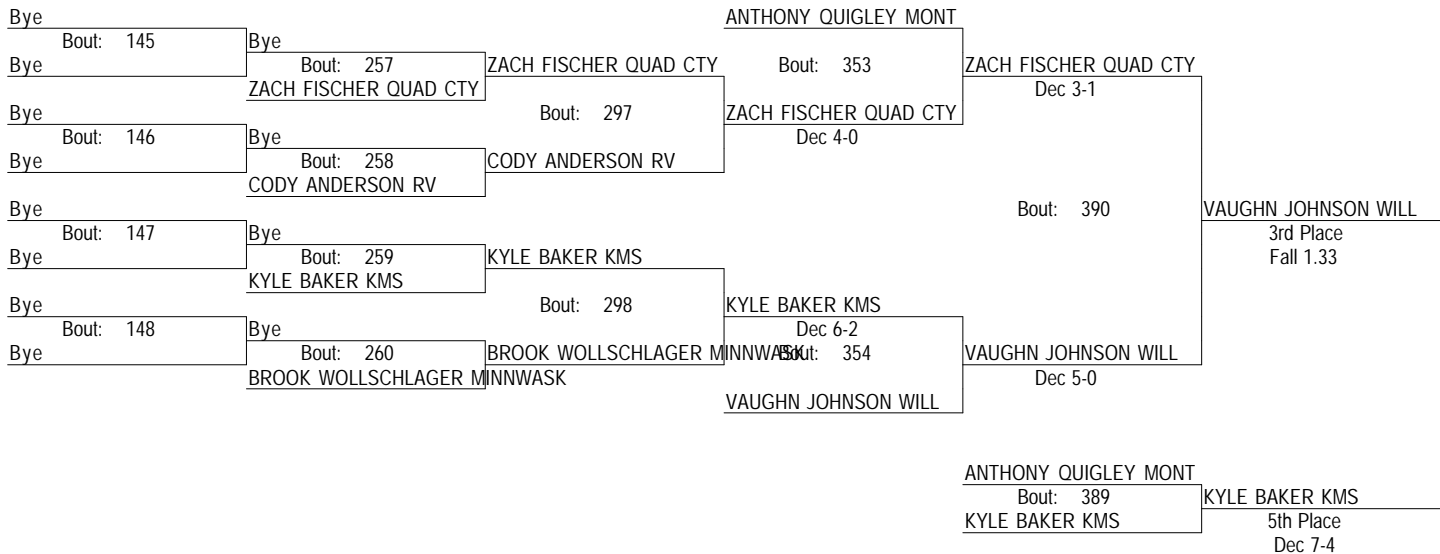 Bye
Bout: 145
Bye
Bye
Bout: 257
ZACH FISCHER QUAD CTY
ZACH FISCHER QUAD CTY
Bout: 297
Bye
Bout: 146
Bye
Bye
Bout: 258
CODY ANDERSON RV
CODY ANDERSON RV
ANTHONY QUIGLEY MONT
Bout: 353
ZACH FISCHER QUAD CTY
Dec 4-0
ZACH FISCHER QUAD CTY
Dec 3-1
Bout: 390
VAUGHN JOHNSON WILL
3rd Place
Fall 1.33
Bye
Bout: 147
Bye
Bye
Bout: 259
KYLE BAKER KMS
KYLE BAKER KMS
Bout: 298
Bye
Bout: 148
Bye
Bye
Bout: 260
BROOK WOLLSCHLAGER MINNWASK
BROOK WOLLSCHLAGER MINNWASK
KYLE BAKER KMS
Dec 6-2
Bout: 354
VAUGHN JOHNSON WILL
VAUGHN JOHNSON WILL
Dec 5-0
ANTHONY QUIGLEY MONT
Bout: 389
KYLE BAKER KMS
KYLE BAKER KMS
5th Place
Dec 7-4